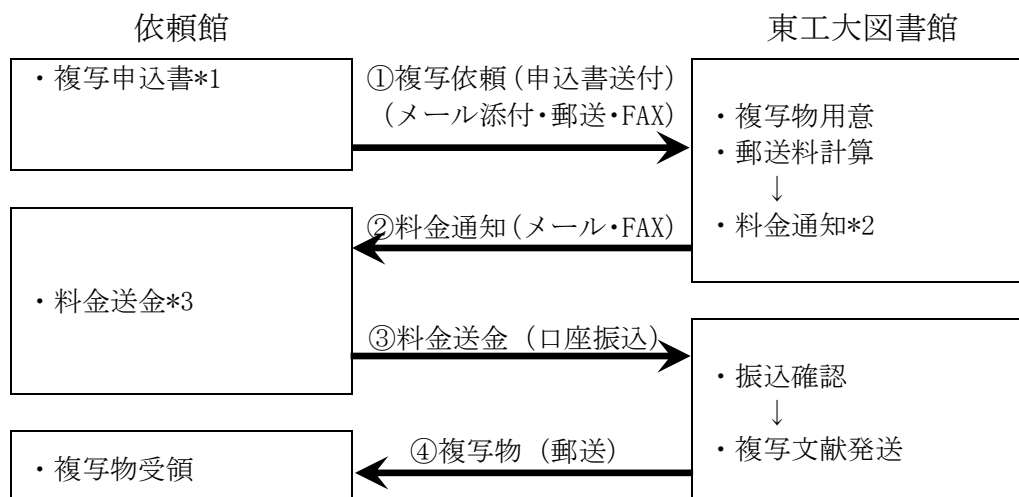 依頼館
東工大図書館
・複写申込書*1
①複写依頼(申込書送付)
(メール添付・郵送・FAX)
・複写物用意
・郵送料計算
↓
・料金通知*2
②料金通知(メール・FAX)
・料金送金*3
③料金送金 (口座振込)
・振込確認
↓
・複写文献発送
④複写物 (郵送)
・複写物受領